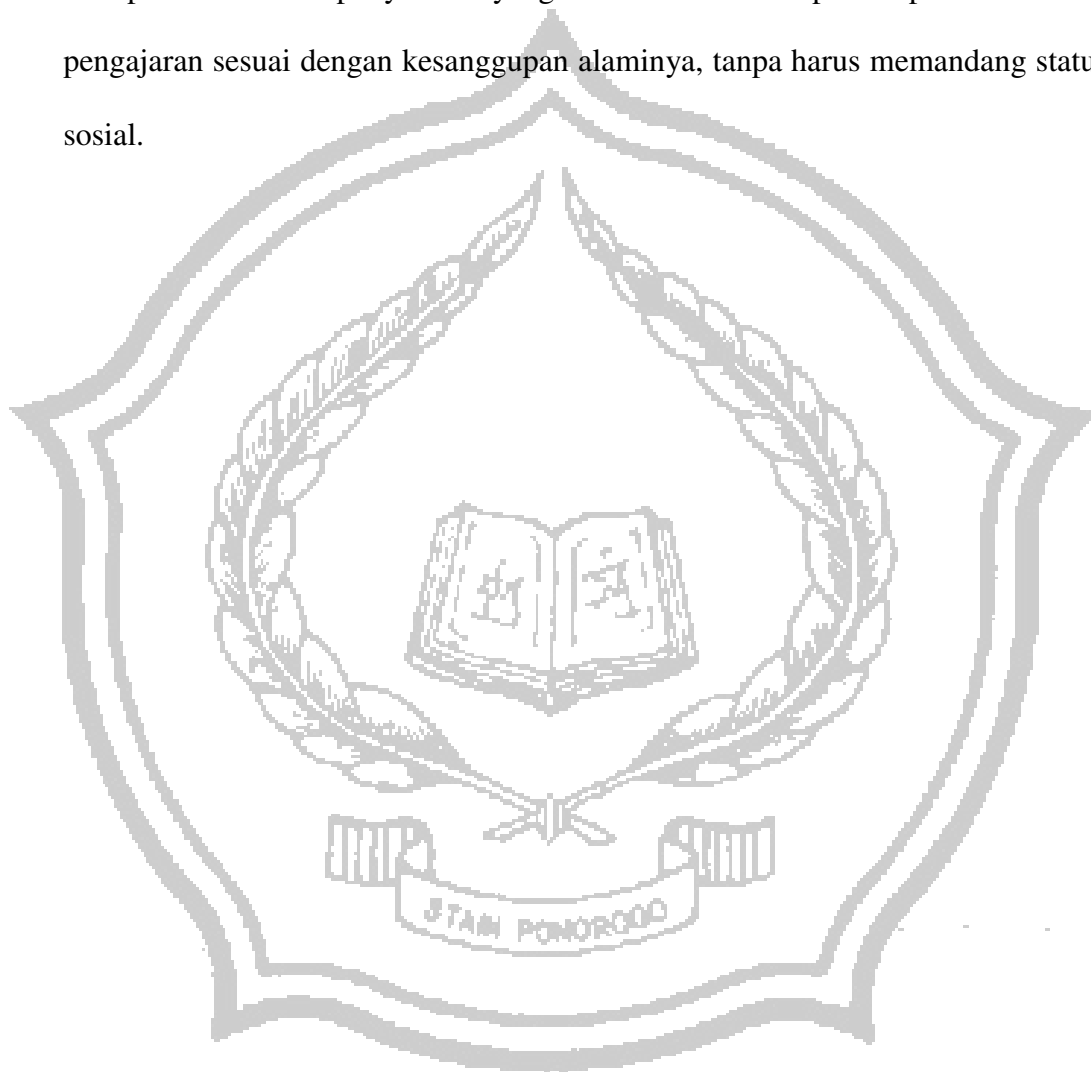 pengajaran sesuai dengan kesanggupan alaminya, tanpa harus memandang statu
sosial.
STAIN PONOROGO